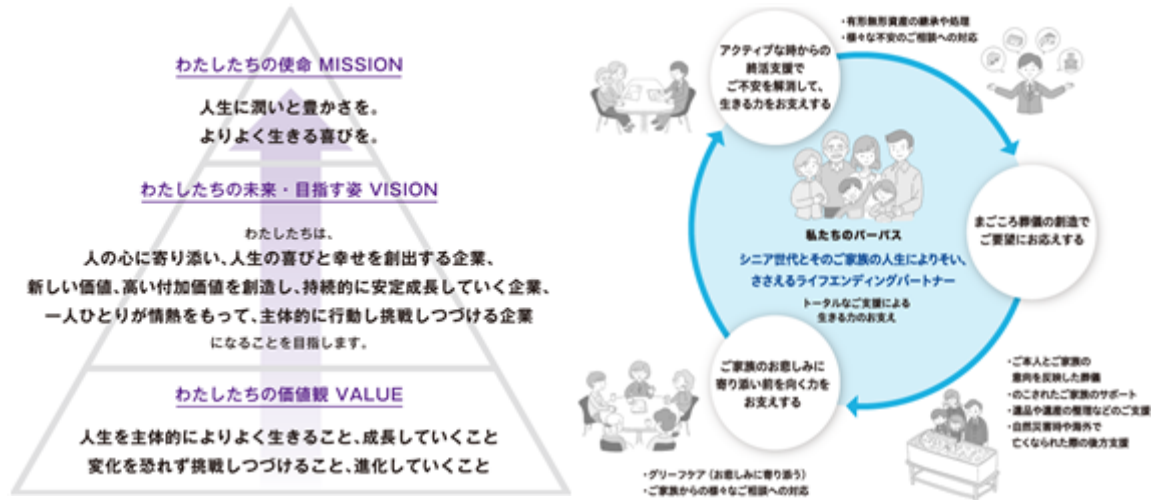 わたしたちの使命 MISSION
人生に潤いと豊かさを。
よりよく生きる喜びを。
わたしたちの未来・目指す姿 VISION
わたしたちは、
人の心に寄り添い、人生の喜びと幸せを創出する企業、
新しい価値、高い付加価値を創造し、持続的に安定成長していく企業、
一人ひとりが情熱をもって、主体的に行動し挑戦しつづける企業
になることを目指します。
わたしたちの価値観 VALUE
人生を主体的によりよく生きること、成長していくこと
変化を恐れず挑戦しつづけること、進化していくこと
アクティブな時からの
終活支援で
ご不安を解消して、
生きる力をお支えする
・有形無形資産の継承や処理
・様々な不安のご相談への対応
まごころ葬儀の創造で
ご要望にお応えする
私たちのパーパス
シニア世代とそのご家族の人生によりそい、
ささえるライフエンディングパートナー
トータルなご支援による
生きる力のお支え
・ご本人とご家族の
意向を反映した葬儀
・のこされたご家族のサポート
・遺品や遺産の整理などのご支援
・自然災害時や海外で
亡くなられた際の後方支援
ご家族のお悲しみに
寄り添い前を向く力を
お支えする
・グリーフケア（お悲しみに寄り添う）
・ご家族からの様々なご相談への対応